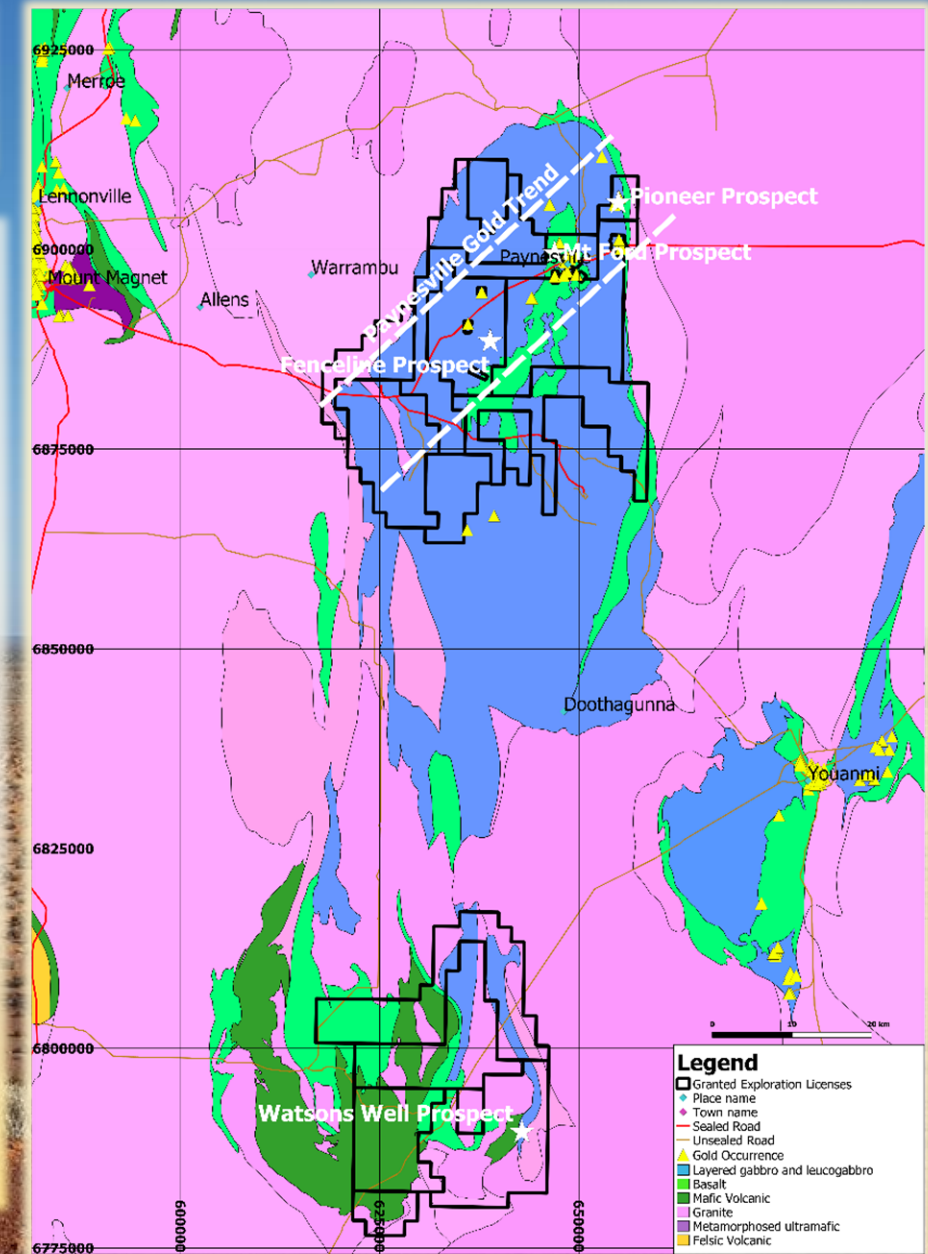 6925000
Merroe
Lennonville
Pioneer Prospect
Paynesville Gold Trend
6900000
Mt Ford Prospect
Warrambu
Mount Magnet
Allens
Fenceline Prospect
6875000
6850000
Doothagunna
Youanmi
6825000
0 10 20 km
6800000
Watsons Well Prospect
600000
625000
650000
6775000
Legend
Granted Exploration Licenses
Place name
Town name
Sealed Road
Unsealed Road
Gold Occurrence
Layered gabbro and leucogabbro
Basalt
Mafic Volcanic
Granite
Metamorphosed ultramafic
Felsic Volcanic